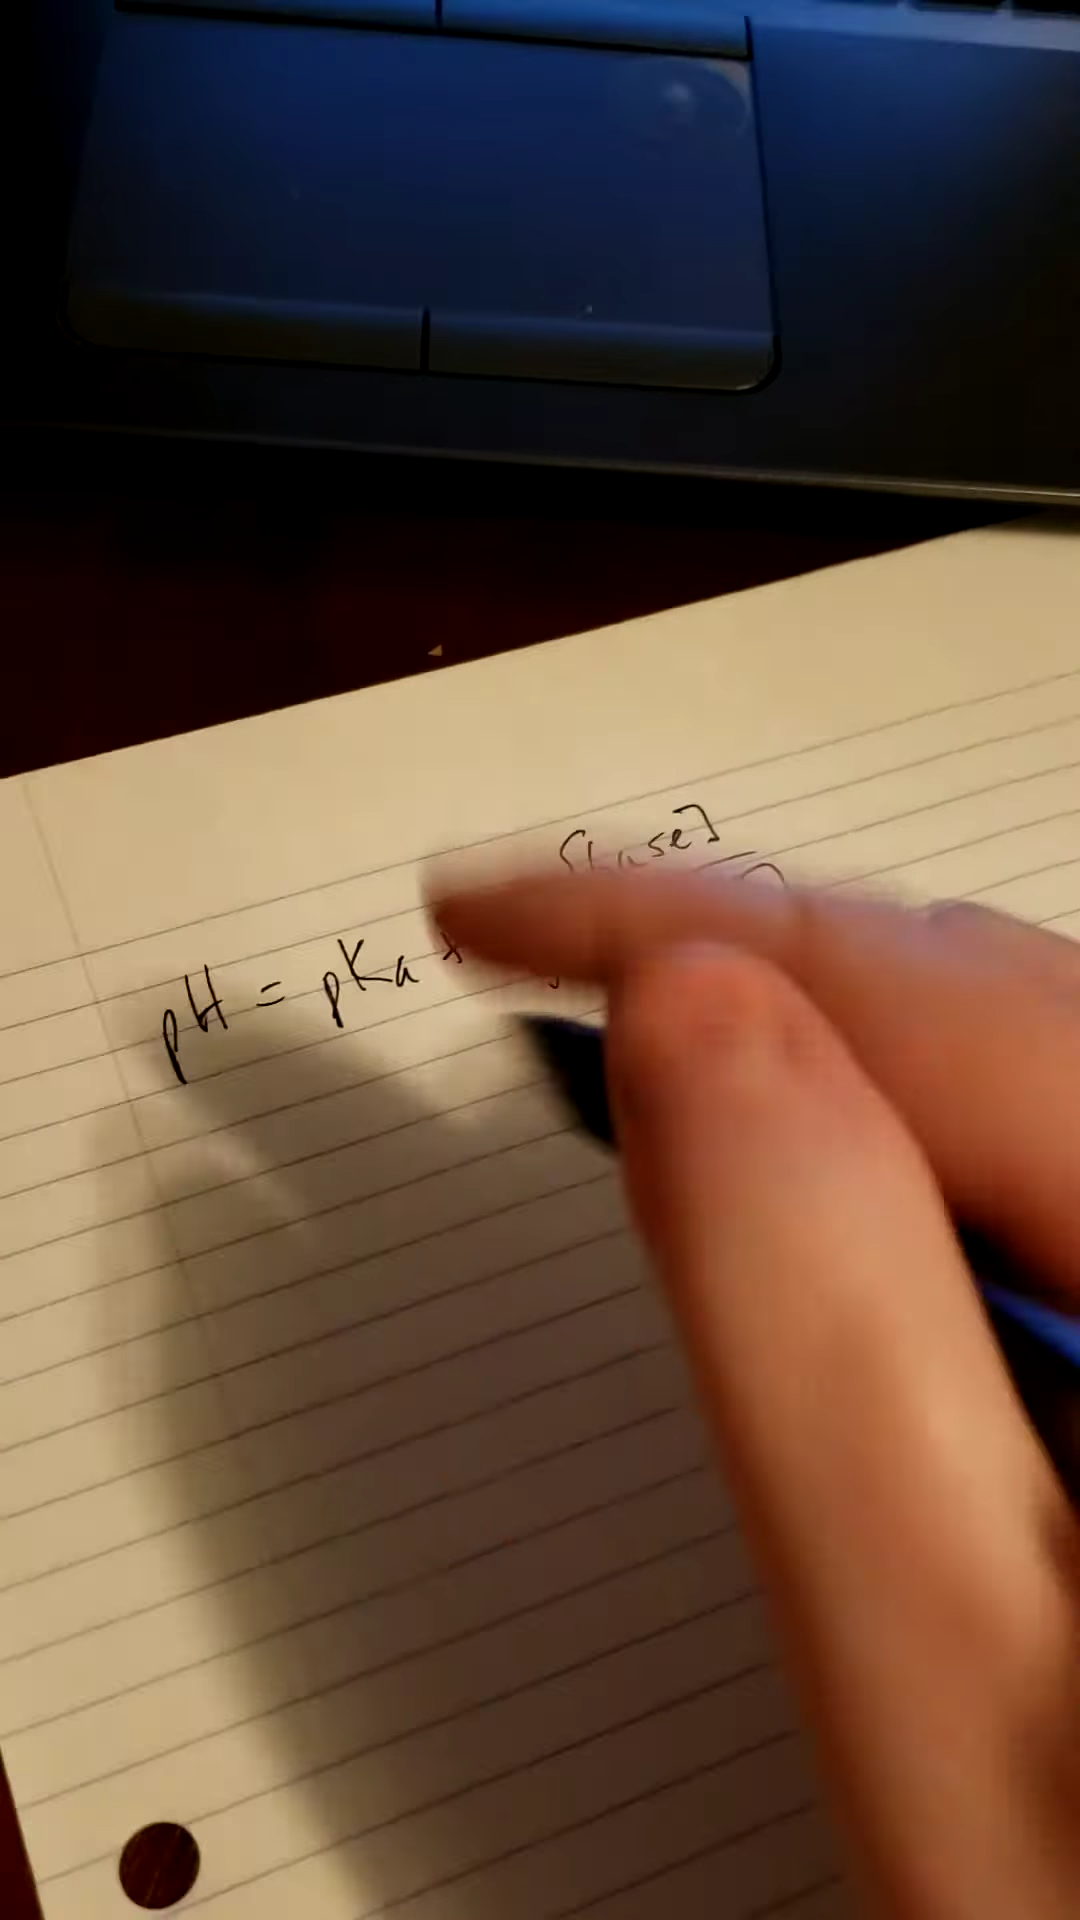 [base]
pH = pKa +